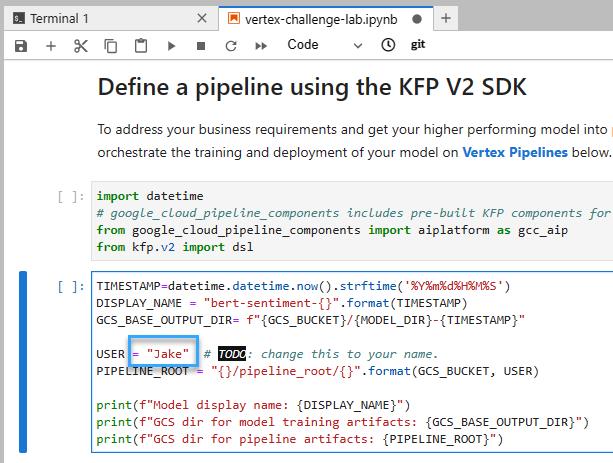 Terminal 1
vertex-challenge-lab.ipynb
Code
git
Define a pipeline using the KFP V2 SDK
To address your business requirements and get your higher performing model into
orchestrate the training and deployment of your model on Vertex Pipelines below.
[ ]:
import datetime
# google_cloud_pipeline_components includes pre-built KFP components for
from google_cloud_pipeline_components import aiplatform as gcc_aip
from kfp.v2 import dsl
[ ]:
TIMESTAMP=datetime.datetime.now().strftime('%Y%m%d%H%M%S')
DISPLAY_NAME = "bert-sentiment-{}".format(TIMESTAMP)
GCS_BASE_OUTPUT_DIR= f"{GCS_BUCKET}/{MODEL_DIR}-{TIMESTAMP}"
USER = "Jake" # TODO: change this to your name.
PIPELINE_ROOT = "{}/pipeline_root/{}".format(GCS_BUCKET, USER)
print(f"Model display name: {DISPLAY_NAME}")
print(f"GCS dir for model training artifacts: {GCS_BASE_OUTPUT_DIR}")
print(f"GCS dir for pipeline artifacts: {PIPELINE_ROOT}")